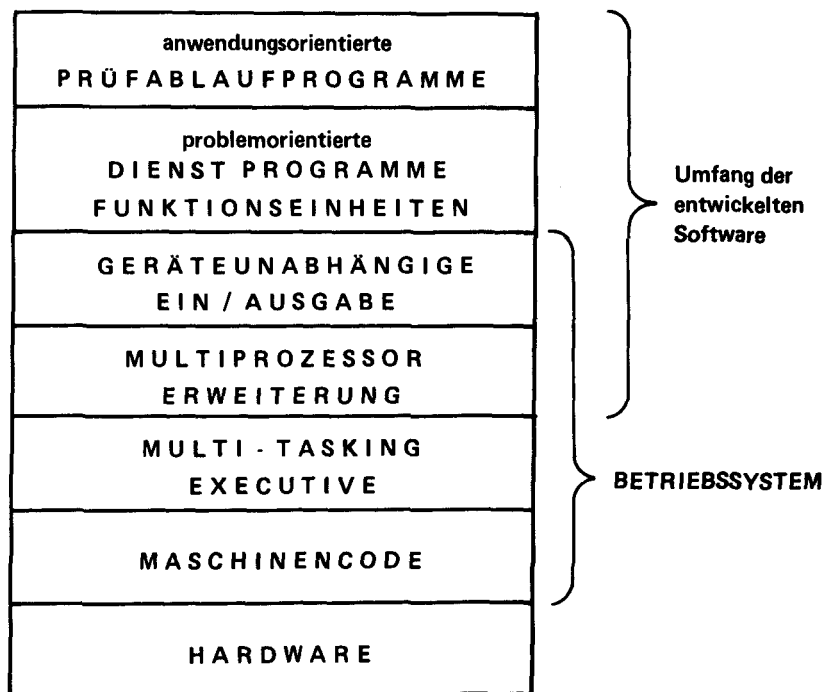 anwendungsorientierte
PRÜFABLAUFPROGRAMME
problemorientierte
DIENST PROGRAMME
FUNKTIONSEINHEITEN
GERÄTEUNABHÄNGIGE
EIN / AUSGABE
MULTIPROZESSOR
ERWEITERUNG
MULTI - TASKING
EXECUTIVE
MASCHINENCODE
HARDWARE
Umfang der
entwickelten
Software
BETRIEBSSYSTEM